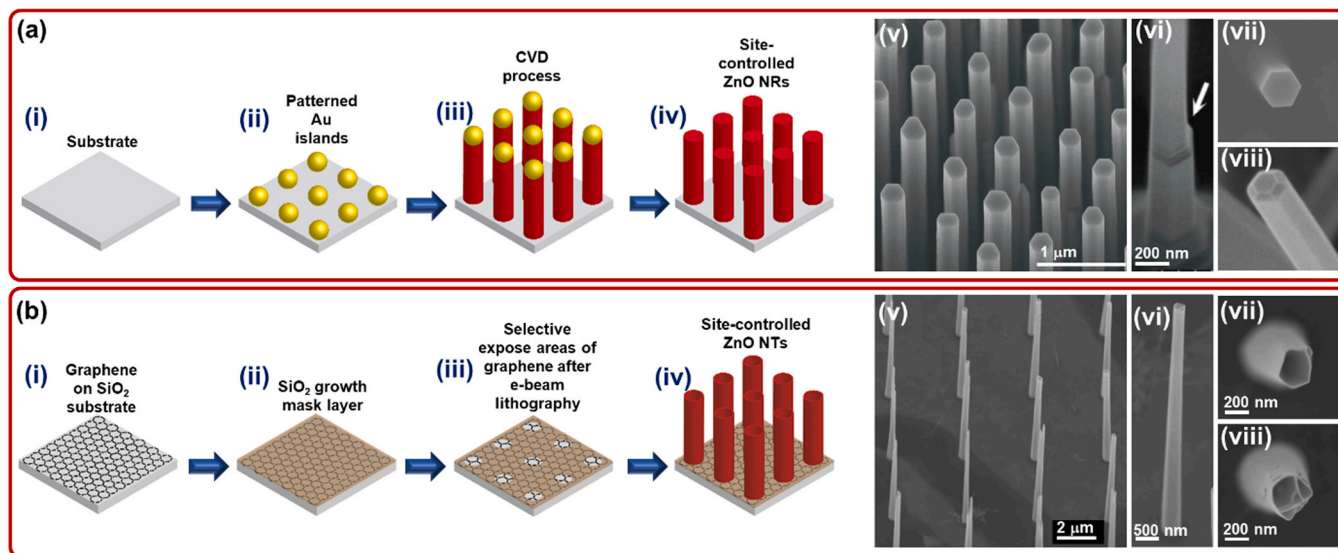 (a)
(i)
Substrate
(ii)
Patterned
Au
islands
(iii)
CVD
process
(iv)
Site-
controlled
ZnO NRs
(v)
1 μm
(vi)
200 nm
(vii)
(viii)
(b)
(i)
Graphene
on SiO₂
substrate
(ii)
SiO₂ growth
mask layer
(iii)
Selective
expose areas of
graphene after
e-beam
lithography
(iv)
Site-controlled
ZnO NTs
(v)
2 μm
(vi)
500 nm
(vii)
200 nm
(viii)
200 nm